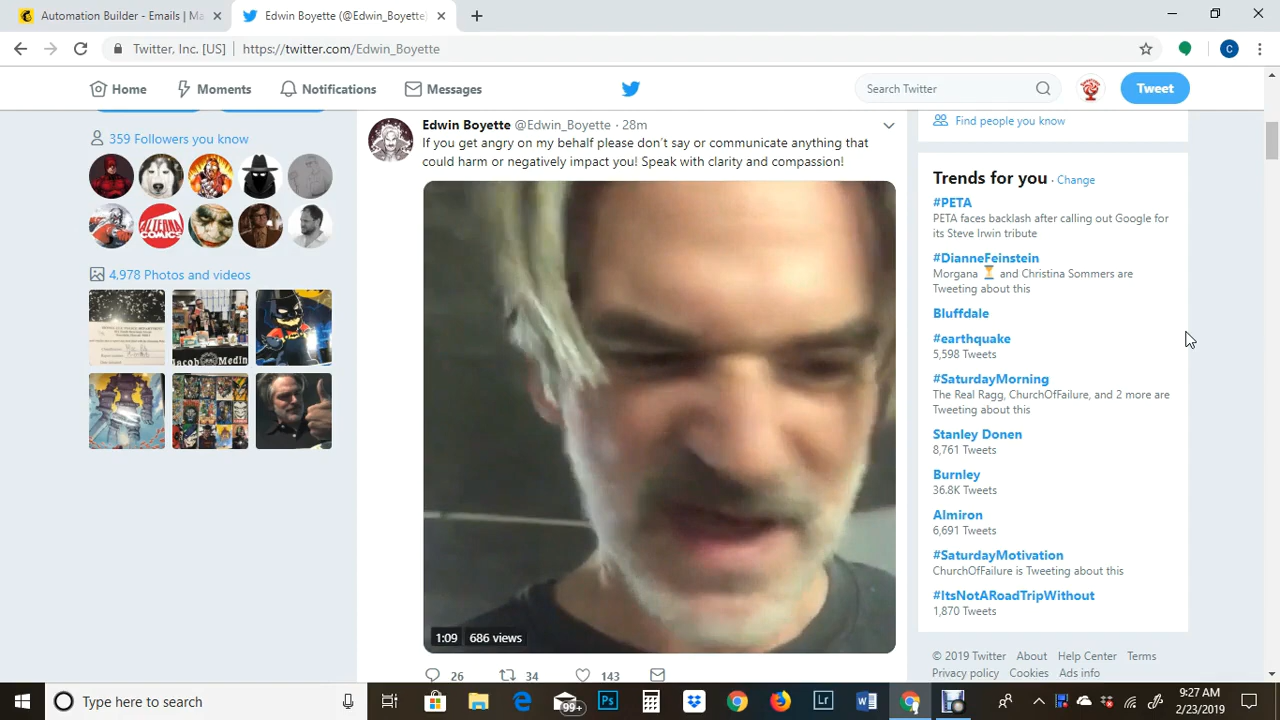 Automation Builder - Emails | Ma
Edwin Boyette (@Edwin_Boyette)
Twitter, Inc. [US]
https://twitter.com/Edwin_Boyette
C
Home
Moments
Notifications
Messages
Search Twitter
Tweet
359 Followers you know
ALTERNA
COMICS
4,978 Photos and videos
Jacob
Medin
Edwin Boyette @Edwin_Boyette · 28m
If you get angry on my behalf please don't say or communicate anything that
could harm or negatively impact you! Speak with clarity and compassion!
1:09
686 views
26
34
143
Find people you know
Trends for you · Change
#PETA
PETA faces backlash after calling out Google for
its Steve Irwin tribute
#DianneFeinstein
Morgana ⏳ and Christina Sommers are
Tweeting about this
Bluffdale
#earthquake
5,598 Tweets
#SaturdayMorning
The Real Ragg, ChurchOfFailure, and 2 more are
Tweeting about this
Stanley Donen
8,761 Tweets
Burnley
36.8K Tweets
Almiron
6,691 Tweets
#SaturdayMotivation
ChurchOfFailure is Tweeting about this
#ItsNotARoadTripWithout
1,870 Tweets
© 2019 Twitter About Help Center Terms
Privacy policy Cookies Ads info
Type here to search
99+
Ps
Lr
9:27 AM
2/23/2019